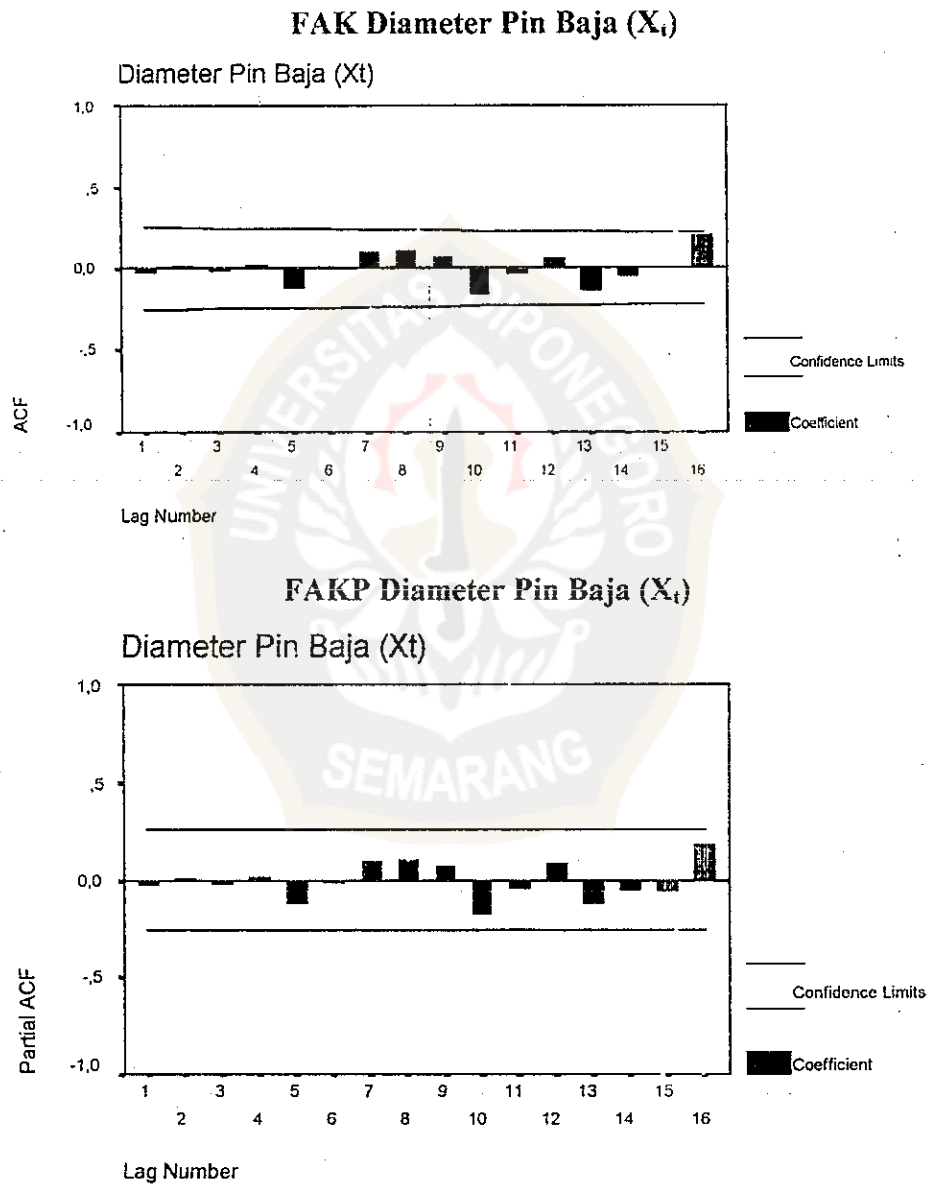 FAK Diameter Pin Baja (Xt)
Diameter Pin Baja (Xt)
1,0
,5
0,0
-,5
-1,0
ACF
1 3 5 7 9 11 13 15
2 4 6 8 10 12 14 16
Lag Number
Confidence Limits
Coefficient
UNIVERSITAS DIPONEGORO
SEMARANG
FAKP Diameter Pin Baja (Xt)
Diameter Pin Baja (Xt)
1,0
,5
0,0
-,5
-1,0
Partial ACF
1 3 5 7 9 11 13 15
2 4 6 8 10 12 14 16
Lag Number
Confidence Limits
Coefficient